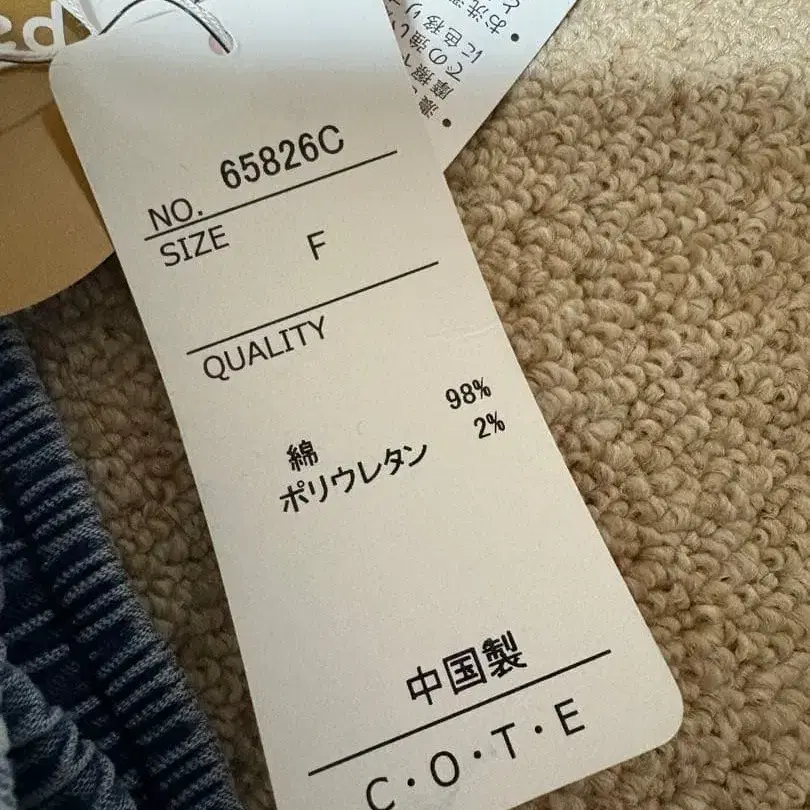 NO. 65826C
SIZE F
QUALITY
綿 98%
ポリウレタン 2%
中国製
C・O・T・E